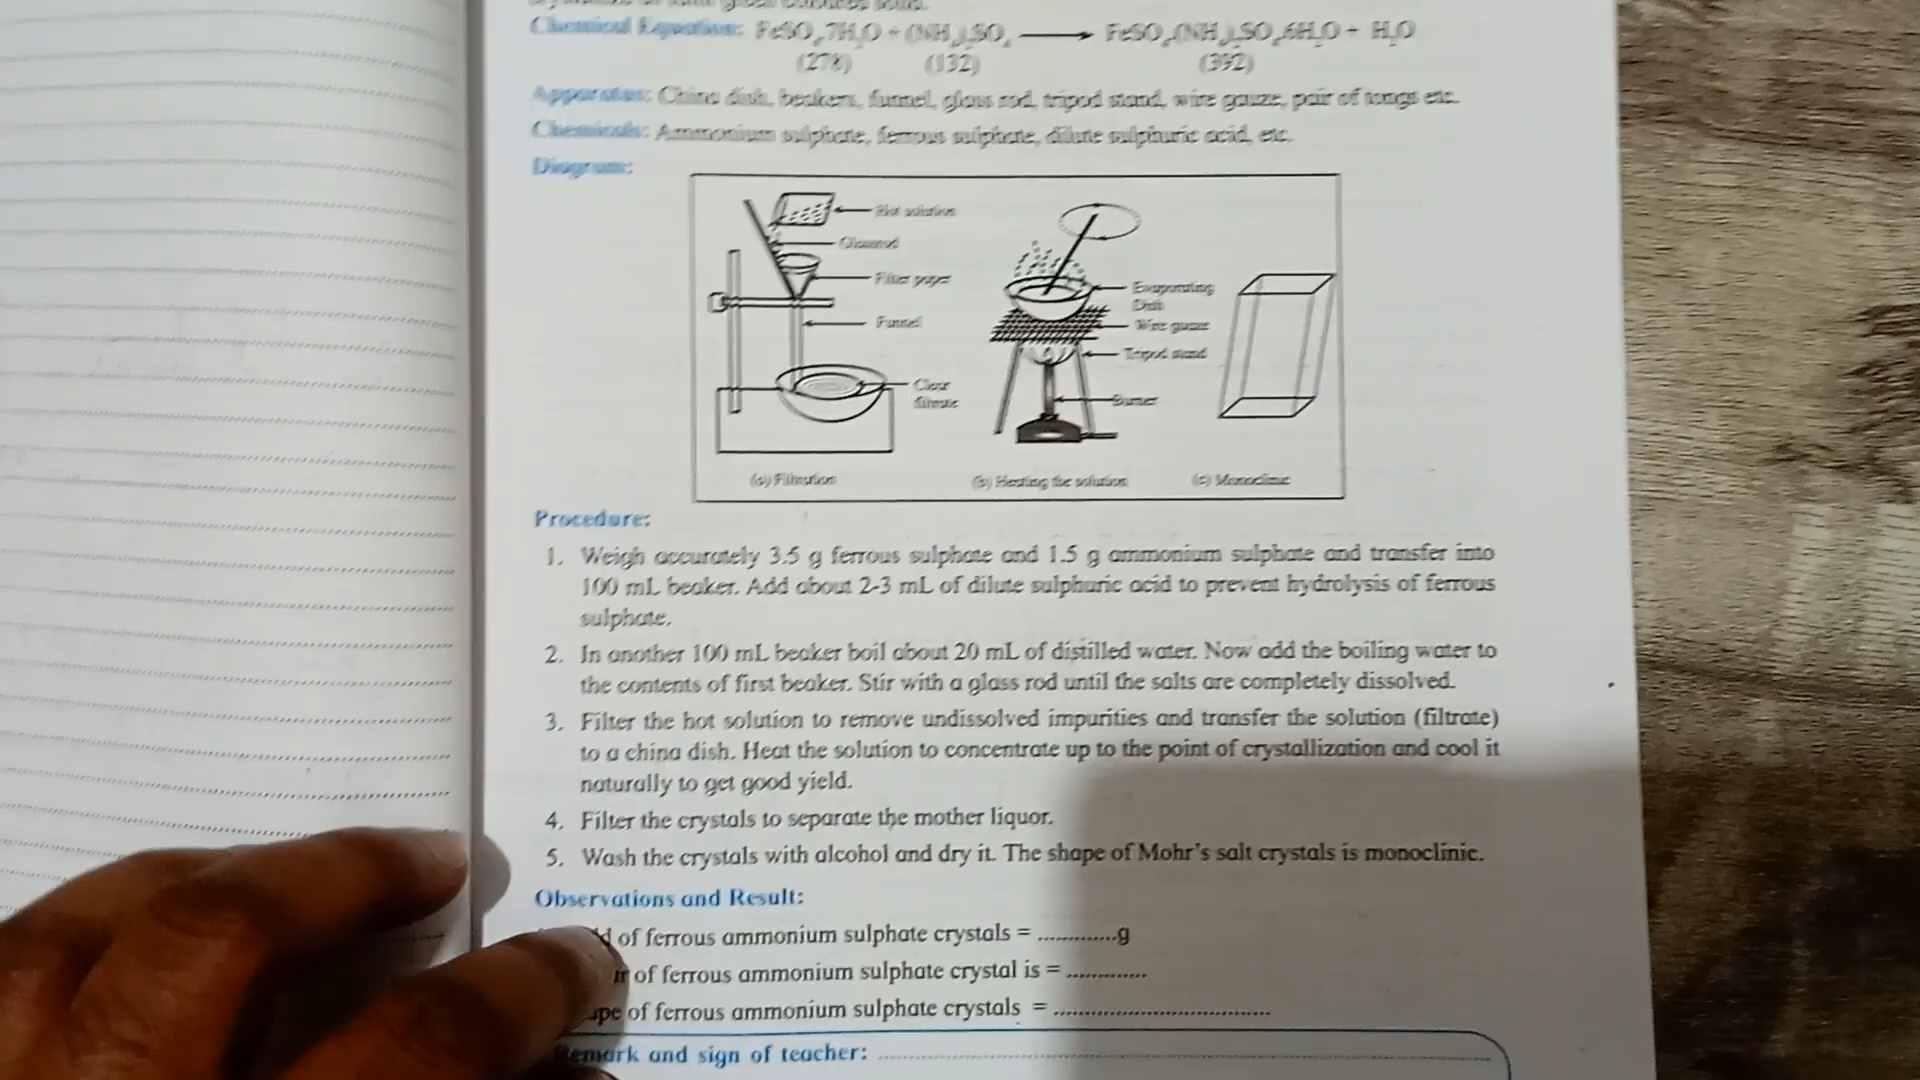 Chemical Equation: FeSO₄.7H₂O + (NH₄)₂SO₄ ⟶ FeSO₄.(NH₄)₂SO₄.6H₂O + H₂O
(278) (132) (392)
Apparatus: China dish, beakers, funnel, glass rod, tripod stand, wire gauze, pair of tongs etc.
Chemicals: Ammonium sulphate, ferrous sulphate, dilute sulphuric acid, etc.
Diagram:
Hot solution
Filter paper
Funnel
Clear
filtrate
(a) Filtration
Evaporating
Dish
Wire gauze
Tripod stand
Burner
(b) Heating the solution
(c) Monoclinic
Procedure:
1. Weigh accurately 3.5 g ferrous sulphate and 1.5 g ammonium sulphate and transfer into
100 mL beaker. Add about 2-3 mL of dilute sulphuric acid to prevent hydrolysis of ferrous
sulphate.
2. In another 100 mL beaker boil about 20 mL of distilled water. Now add the boiling water to
the contents of first beaker. Stir with a glass rod until the salts are completely dissolved.
3. Filter the hot solution to remove undissolved impurities and transfer the solution (filtrate)
to a china dish. Heat the solution to concentrate up to the point of crystallization and cool it
naturally to get good yield.
4. Filter the crystals to separate the mother liquor.
5. Wash the crystals with alcohol and dry it. The shape of Mohr's salt crystals is monoclinic.
Observations and Result:
of ferrous ammonium sulphate crystals = .............g
of ferrous ammonium sulphate crystal is = .............
of ferrous ammonium sulphate crystals = ...................................
Remark and sign of teacher: